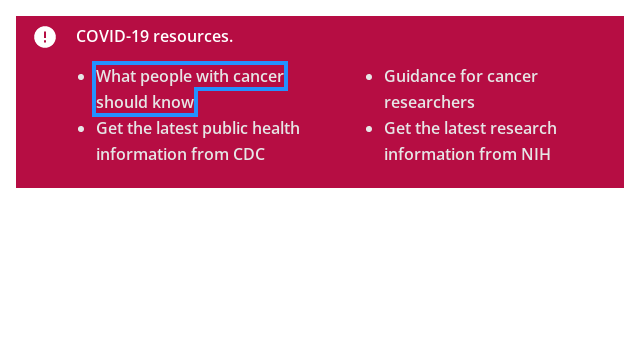 COVID-19 resources.
What people with cancer
should know
Get the latest public health
information from CDC
Guidance for cancer
researchers
Get the latest research
information from NIH